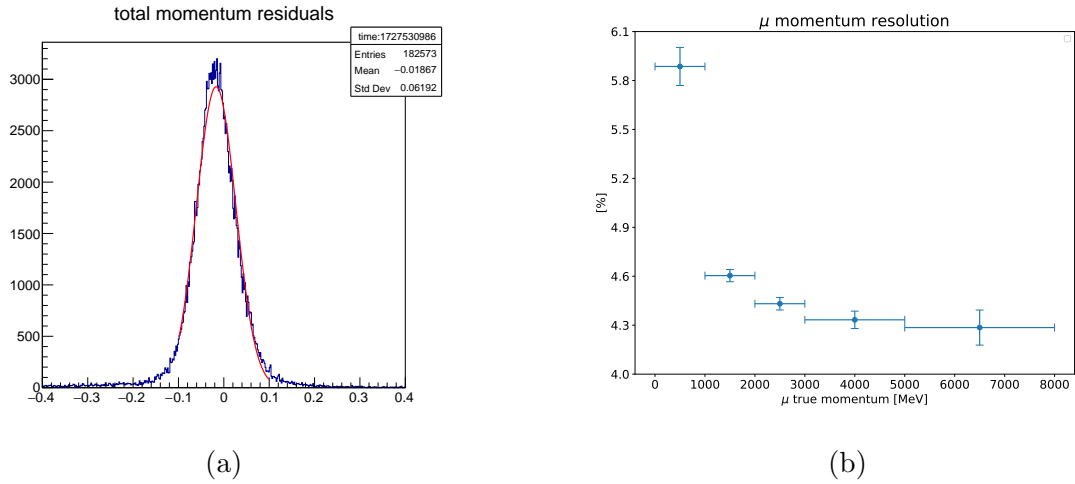 total momentum residuals
time:1727530986
Entries 182573
Mean −0.01867
Std Dev 0.06192
3000
2500
2000
1500
1000
500
0
−0.4 −0.3 −0.2 −0.1 0 0.1 0.2 0.3 0.4
(a)
μ momentum resolution
6.1
5.8
5.5
5.2
4.9
4.6
4.3
4.0
[%]
0 1000 2000 3000 4000 5000 6000 7000 8000
μ true momentum [MeV]
(b)